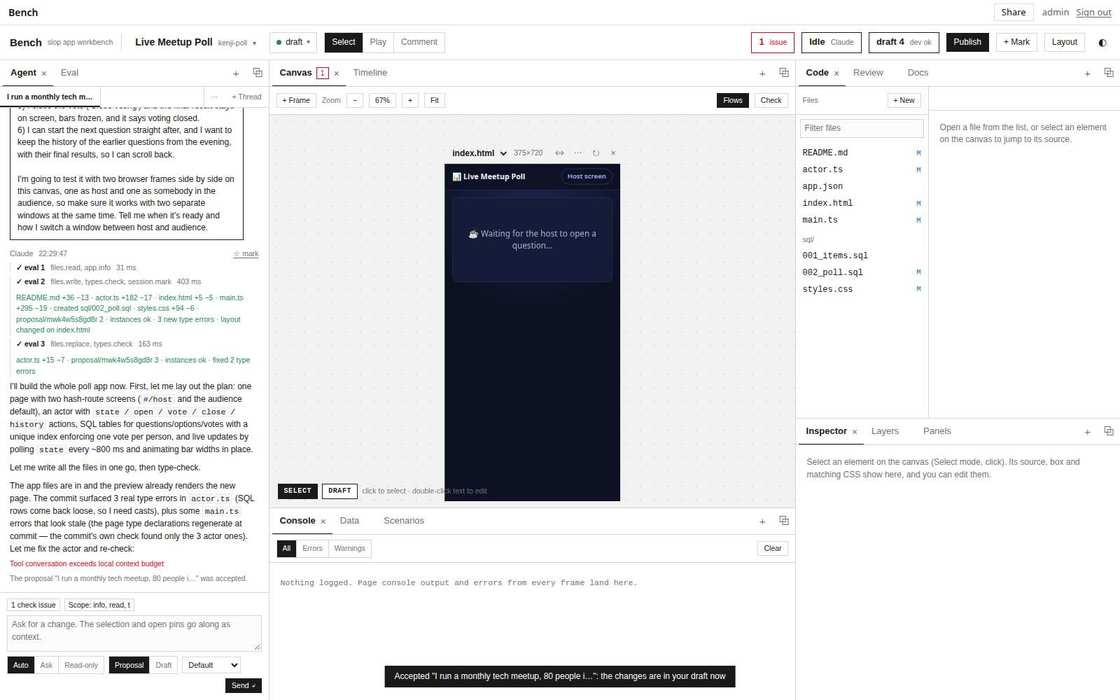 Bench
Share
admin
Sign out
Bench slop app workbench
Live Meetup Poll kenji-poll
draft
Select
Play
Comment
1 issue
Idle Claude
draft 4 dev ok
Publish
+ Mark
Layout
Agent ×
Eval
I run a monthly tech m…
⋯
+ Thread
on screen, bars frozen, and it says voting closed.
6) I can start the next question straight after, and I want to
keep the history of the earlier questions from the evening,
with their final results, so I can scroll back.
I'm going to test it with two browser frames side by side on
this canvas, one as host and one as somebody in the
audience, so make sure it works with two separate
windows at the same time. Tell me when it's ready and
how I switch a window between host and audience.
Claude 22:29:47
☆ mark
✓ eval 1 files.read, app.info 31 ms
✓ eval 2 files.write, types.check, session.mark 403 ms
README.md +36 −13 · actor.ts +182 −17 · index.html +5 −5 · main.ts
+295 −19 · created sql/002_poll.sql · styles.css +94 −6 ·
proposal/mwk4w5s8gd8r 2 · instances ok · 3 new type errors · layout
changed on index.html
✓ eval 3 files.replace, types.check 163 ms
actor.ts +15 −7 · proposal/mwk4w5s8gd8r 3 · instances ok · fixed 2 type
errors
I'll build the whole poll app now. First, let me lay out the plan: one
page with two hash-route screens ( #/host and the audience
default), an actor with state / open / vote / close /
history actions, SQL tables for questions/options/votes with a
unique index enforcing one vote per person, and live updates by
polling state every ~800 ms and animating bar widths in place.
Let me write all the files in one go, then type-check.
The app files are in and the preview already renders the new
page. The commit surfaced 3 real type errors in actor.ts (SQL
rows come back loose, so I need casts), plus some main.ts
errors that look stale (the page type declarations regenerate at
commit — the commit's own check found only the 3 actor ones).
Let me fix the actor and re-check:
Tool conversation exceeds local context budget
The proposal "I run a monthly tech meetup, 80 people i…" was accepted.
1 check issue
Scope: info, read, t
Ask for a change. The selection and open pins go along as
context.
Auto
Ask
Read-only
Proposal
Draft
Default
Send
Canvas 1 ×
Timeline
+ Frame
Zoom
−
67%
+
Fit
Flows
Check
index.html
375×720
📊 Live Meetup Poll
Host screen
☕ Waiting for the host to open a
question…
SELECT
DRAFT
click to select · double-click text to edit
Console ×
Data
Scenarios
All
Errors
Warnings
Clear
Nothing logged. Page console output and errors from every frame land here.
Accepted "I run a monthly tech meetup, 80 people i…": the changes are in your draft now
Code ×
Review
Docs
Files
+ New
Filter files
README.md M
actor.ts M
app.json
index.html M
main.ts M
sql/
001_items.sql
002_poll.sql M
styles.css M
Open a file from the list, or select an element
on the canvas to jump to its source.
Inspector ×
Layers
Panels
Select an element on the canvas (Select mode, click). Its source, box and
matching CSS show here, and you can edit them.